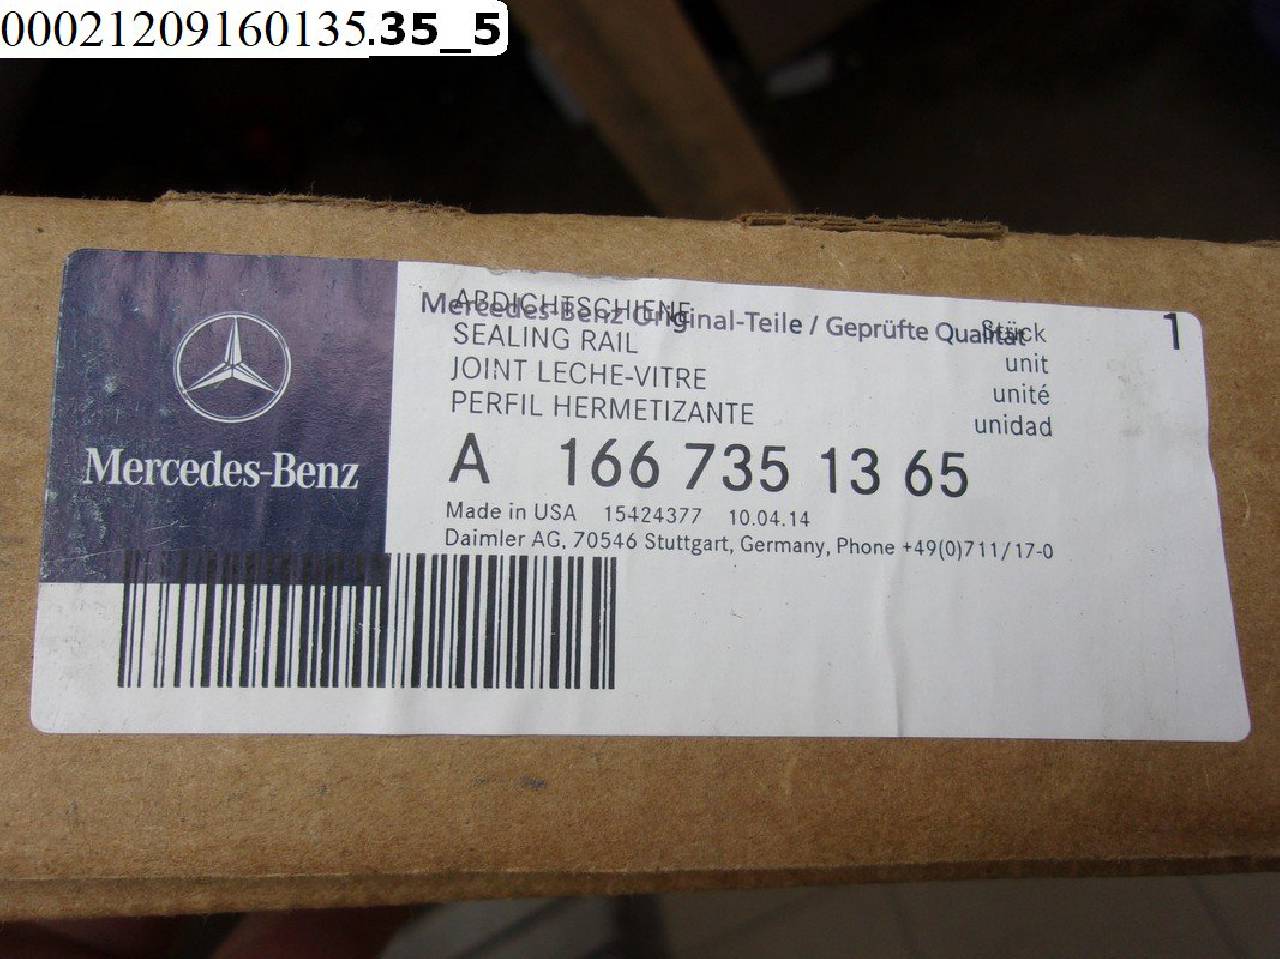 00021209160135.35_5
Mercedes-Benz Original-Teile / Geprüfte Qualität
ABDICHTSCHIENE Stück 1
SEALING RAIL unit
JOINT LECHE-VITRE unité
PERFIL HERMETIZANTE unidad
A 166 735 13 65
Mercedes-Benz
Made in USA 15424377 10.04.14
Daimler AG, 70546 Stuttgart, Germany, Phone +49(0)711/17-0